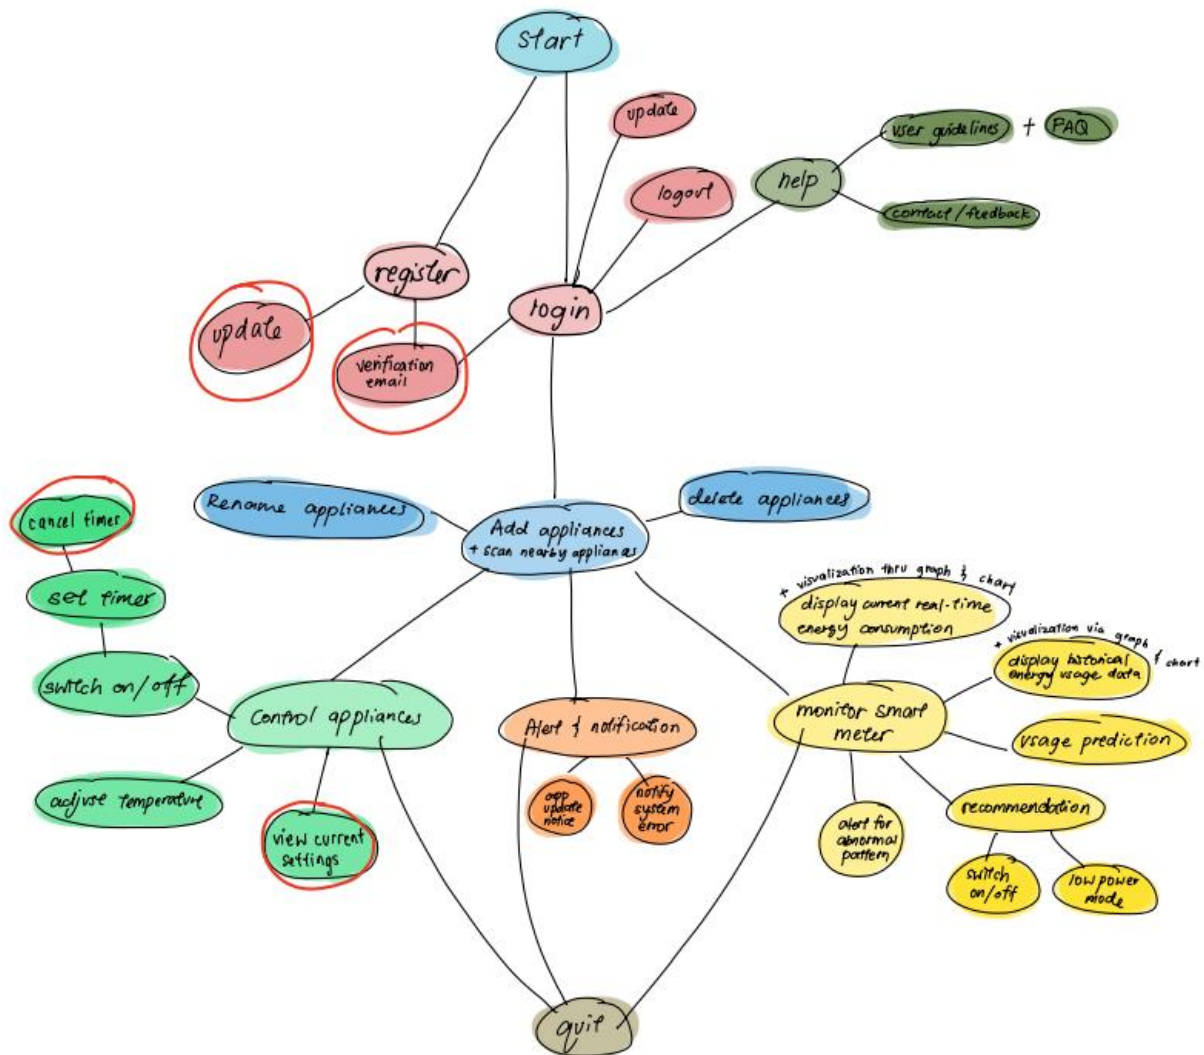 start
update
user guidelines + FAQ
help
logout
contact/feedback
register
login
update
verification
email
Rename appliances
delete appliances
cancel timer
Add appliances
+ scan nearby appliances
set timer
+ visualization thru graph & chart
display current real-time
energy consumption
+ visualization via graph & chart
display historical
energy usage data
switch on/off
control appliances
Alert & notification
monitor smart
meter
usage prediction
adjust temperature
app
update
notice
notify
system
error
recommendation
view current
settings
alert for
abnormal
pattern
switch
on/off
low power
mode
quit